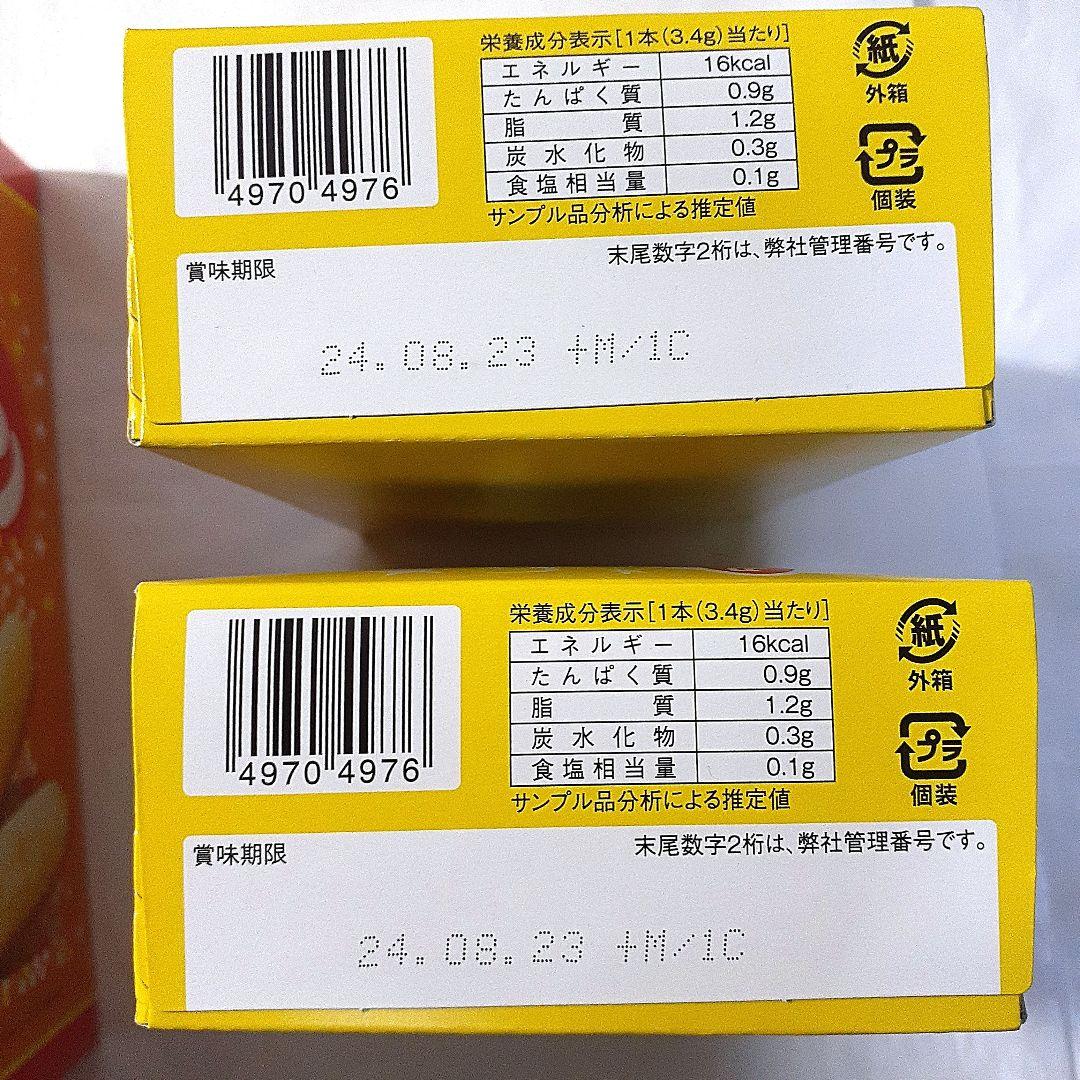 栄養成分表示[1本(3.4g)当たり]
エネルギー 16kcal
たんぱく質 0.9g
脂質 1.2g
炭水化物 0.3g
食塩相当量 0.1g
サンプル品分析による推定値
4970 4976
紙
外箱
プラ
個装
賞味期限
末尾数字2桁は、弊社管理番号です。
24.08.23 +M/1C
栄養成分表示[1本(3.4g)当たり]
エネルギー 16kcal
たんぱく質 0.9g
脂質 1.2g
炭水化物 0.3g
食塩相当量 0.1g
サンプル品分析による推定値
4970 4976
紙
外箱
プラ
個装
賞味期限
末尾数字2桁は、弊社管理番号です。
24.08.23 +M/1C